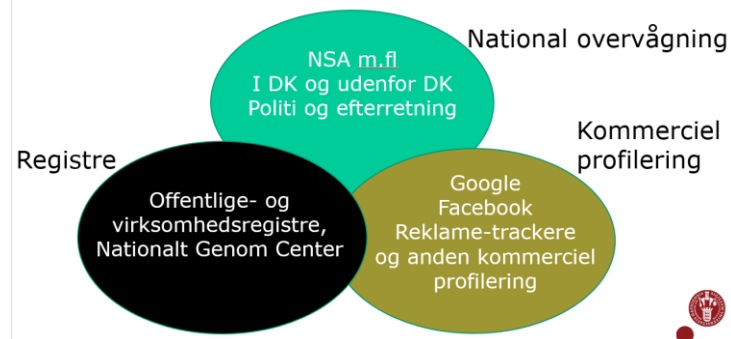 National overvågning
NSA m.fl
I DK og udenfor DK
Politi og efterretning
Kommerciel
profilering
Registre
Offentlige- og
virksomhedsregistre,
Nationalt Genom Center
Google
Facebook
Reklame-trackere
og anden kommerciel
profilering